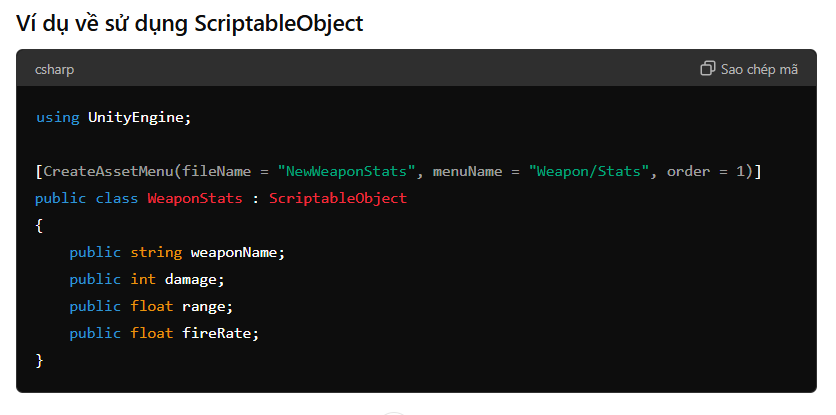 Ví dụ về sử dụng ScriptableObject
csharp
Sao chép mã
using UnityEngine;
[CreateAssetMenu(fileName = "NewWeaponStats", menuName = "Weapon/Stats", order = 1)]
public class WeaponStats : ScriptableObject
{
    public string weaponName;
    public int damage;
    public float range;
    public float fireRate;
}